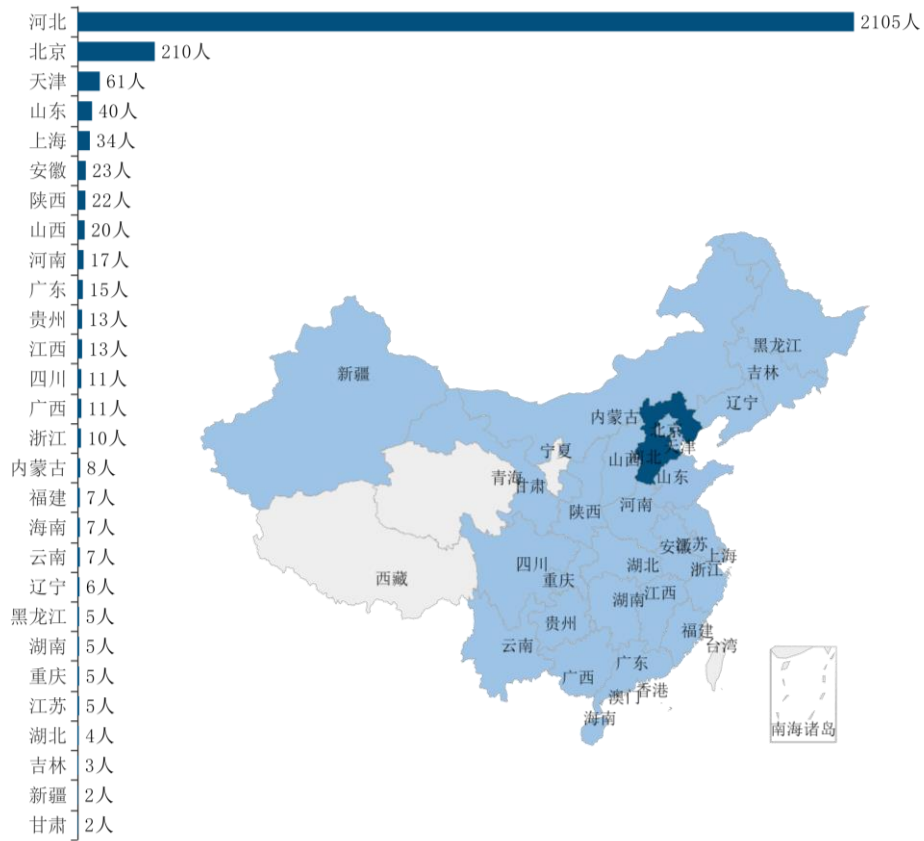 河北 2105人
北京 210人
天津 61人
山东 40人
上海 34人
安徽 23人
陕西 22人
山西 20人
河南 17人
广东 15人
贵州 13人
江西 13人
四川 11人
广西 11人
浙江 10人
内蒙古 8人
福建 7人
海南 7人
云南 7人
辽宁 6人
黑龙江 5人
湖南 5人
重庆 5人
江苏 5人
湖北 4人
吉林 3人
新疆 2人
甘肃 2人
黑龙江
吉林
新疆
辽宁
内蒙古
北京
天津
宁夏
山西
河北
青海
甘肃
山东
河南
陕西
安徽
江苏
上海
四川
湖北
浙江
西藏
重庆
湖南
江西
贵州
福建
云南
台湾
广东
广西
香港
澳门
海南
南海诸岛